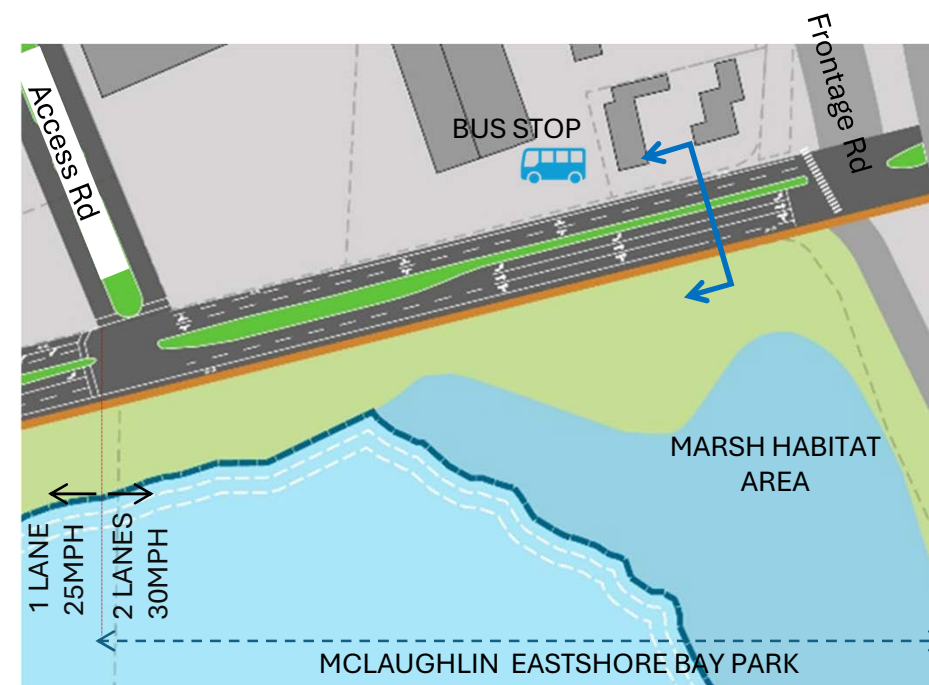 Frontage Rd
Access Rd
BUS STOP
MARSH HABITAT
AREA
1 LANE
25MPH
2 LANES
30MPH
MCLAUGHLIN EASTSHORE BAY PARK